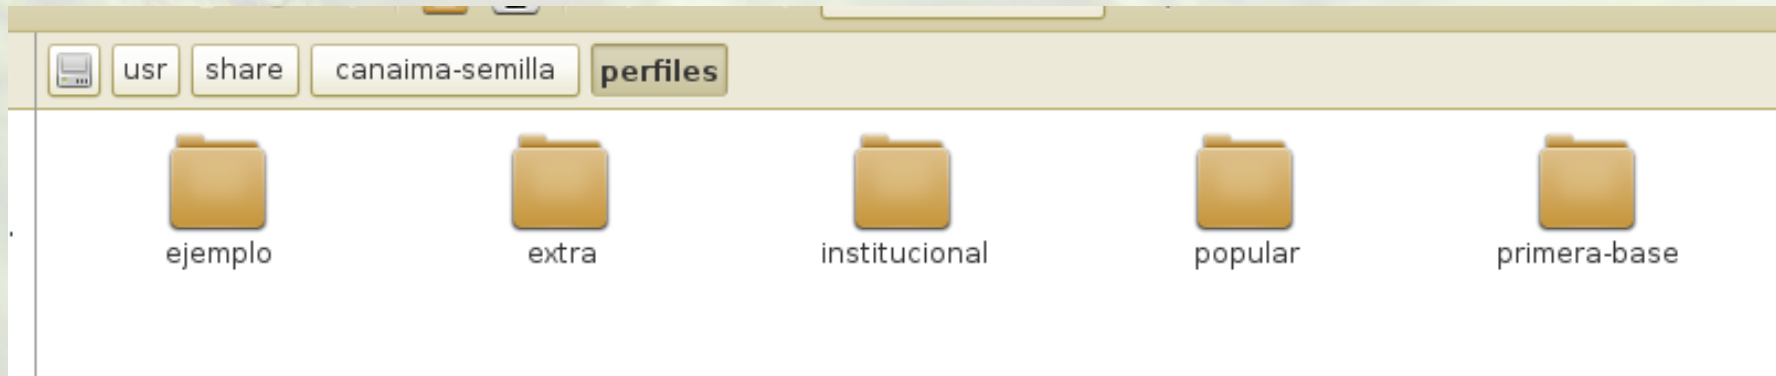 usr share canaima-semilla perfiles
ejemplo extra institucional popular primera-base